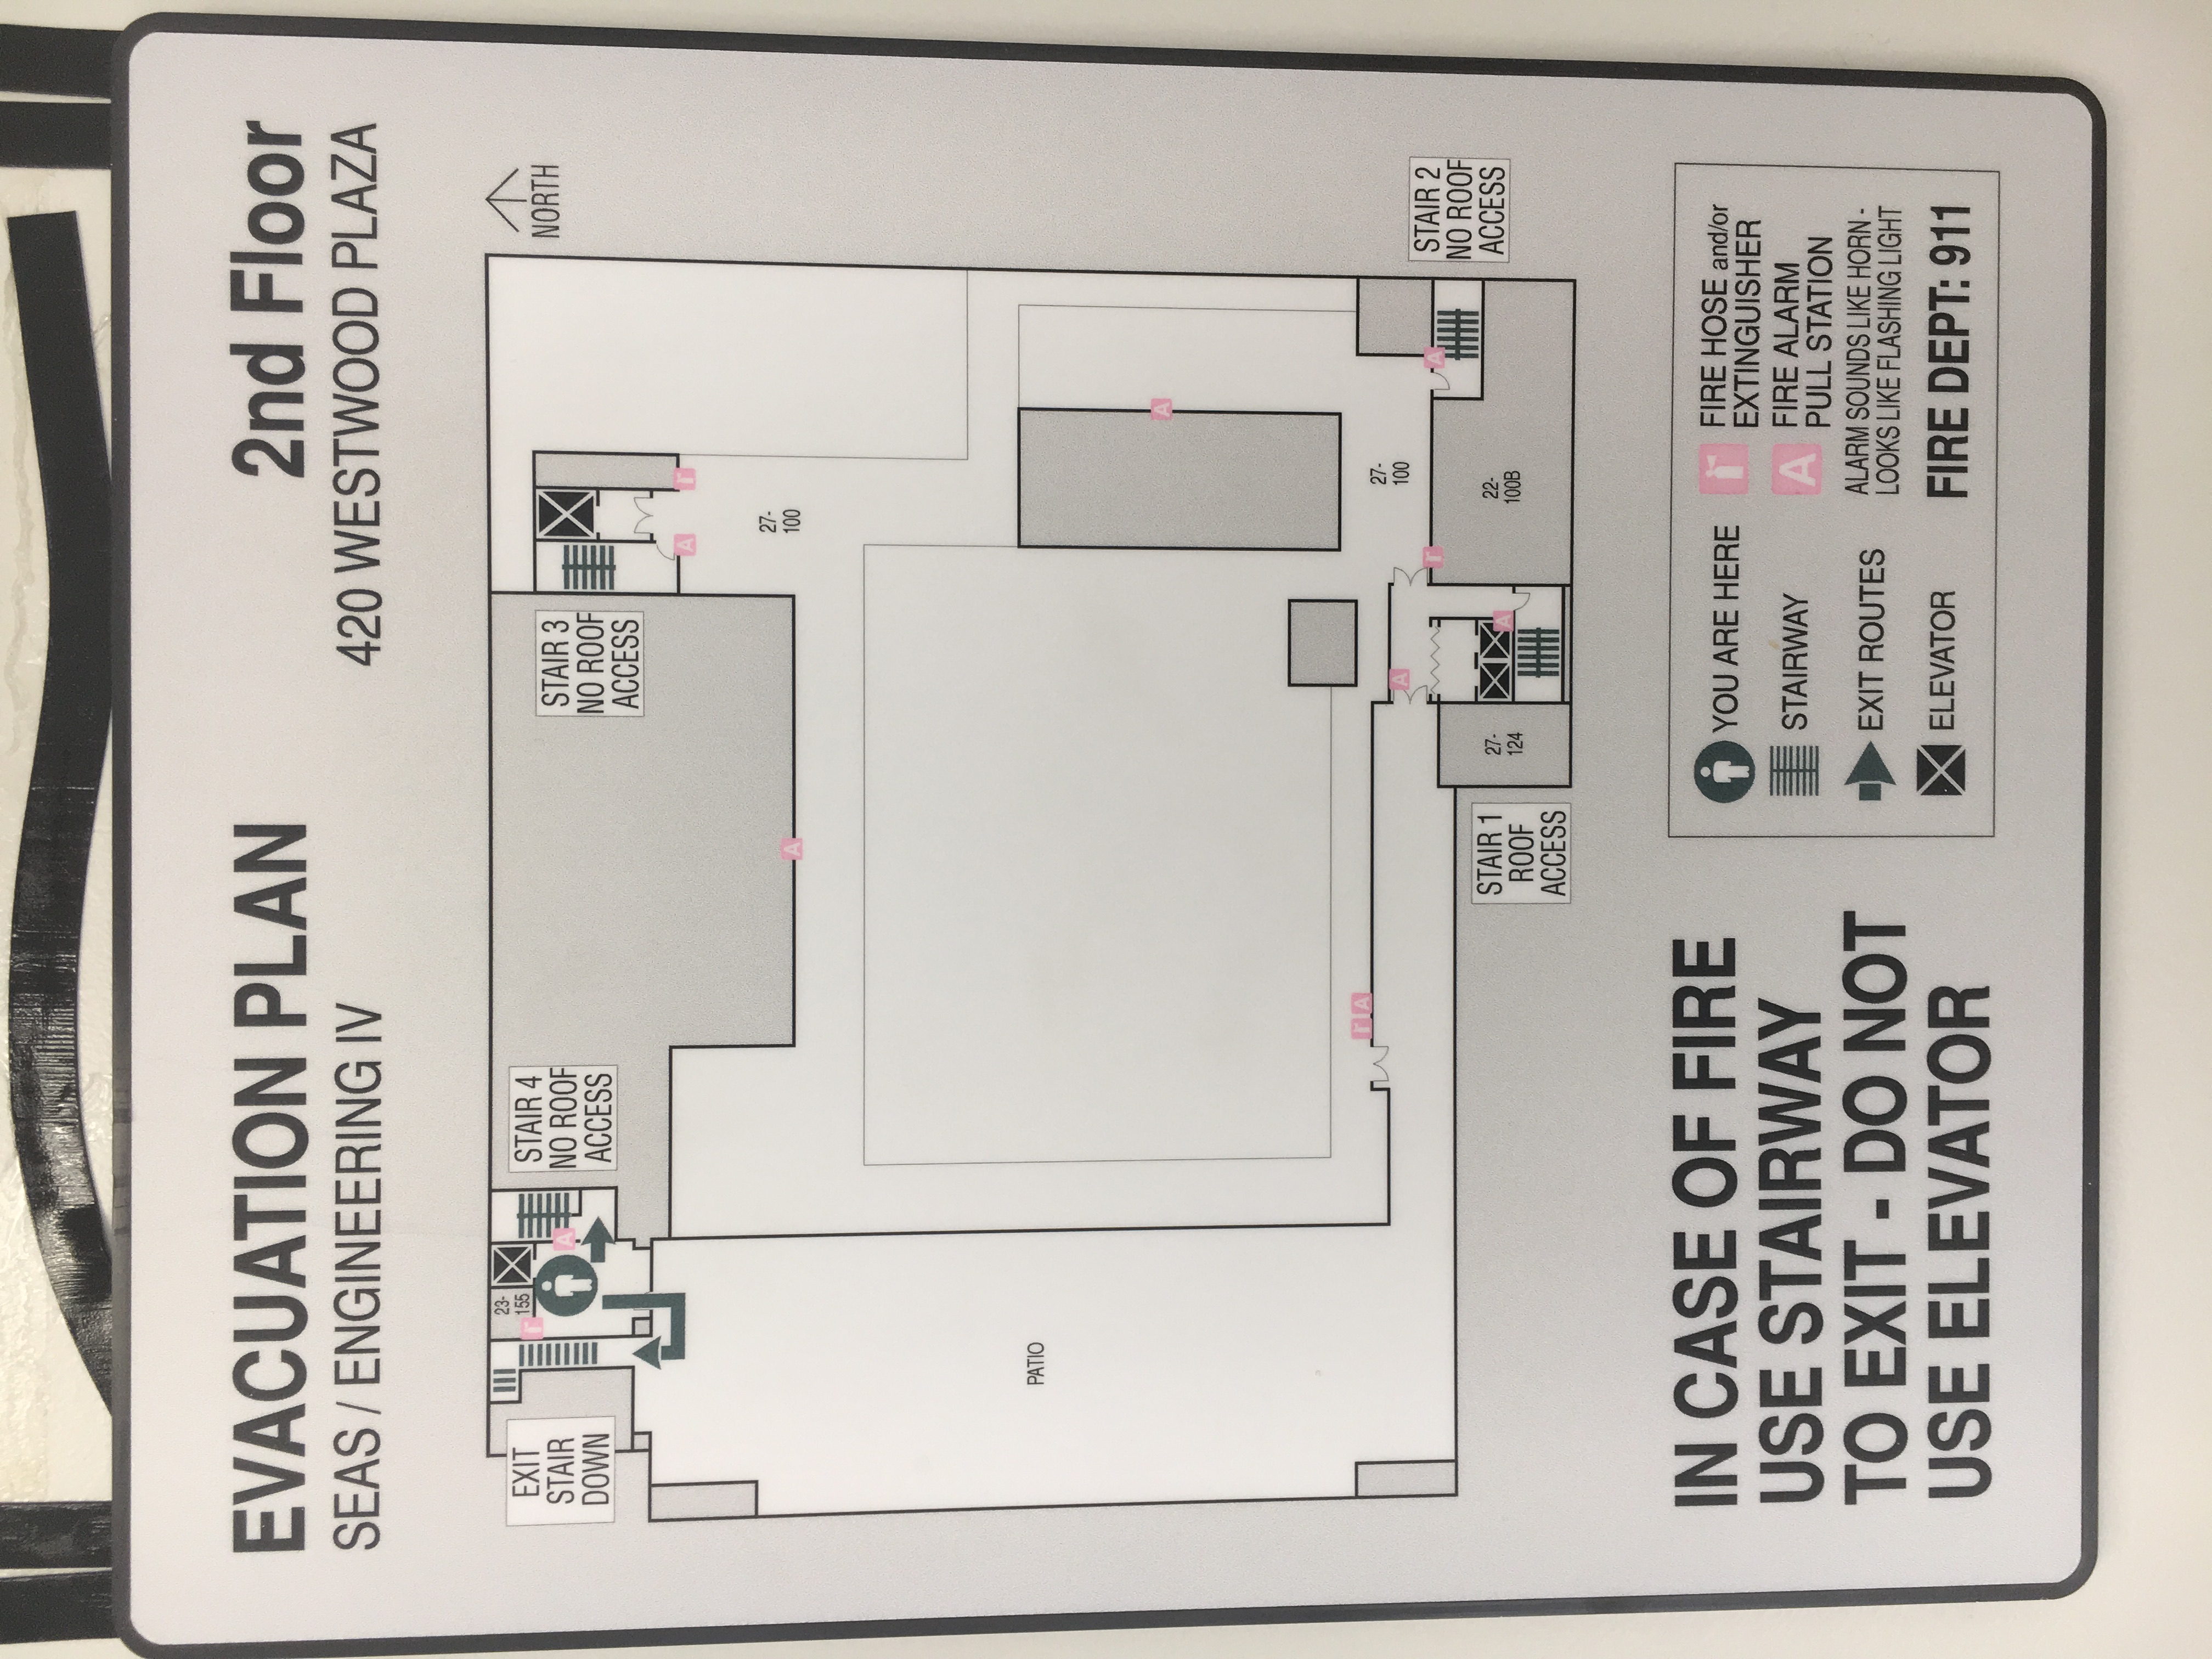 EVACUATION PLAN
2nd Floor
SEAS / ENGINEERING IV
420 WESTWOOD PLAZA
EXIT
STAIR
DOWN
23-
155
A
STAIR 4
NO ROOF
ACCESS
STAIR 3
NO ROOF
ACCESS
NORTH
A
27-
100
A
PATIO
A
A
A
27-
100
A
STAIR 2
NO ROOF
ACCESS
STAIR 1
ROOF
ACCESS
27-
124
A
22-
100B
IN CASE OF FIRE
USE STAIRWAY
TO EXIT - DO NOT
USE ELEVATOR
YOU ARE HERE
STAIRWAY
EXIT ROUTES
ELEVATOR
FIRE HOSE and/or
EXTINGUISHER
A
FIRE ALARM
PULL STATION
ALARM SOUNDS LIKE HORN -
LOOKS LIKE FLASHING LIGHT
FIRE DEPT: 911